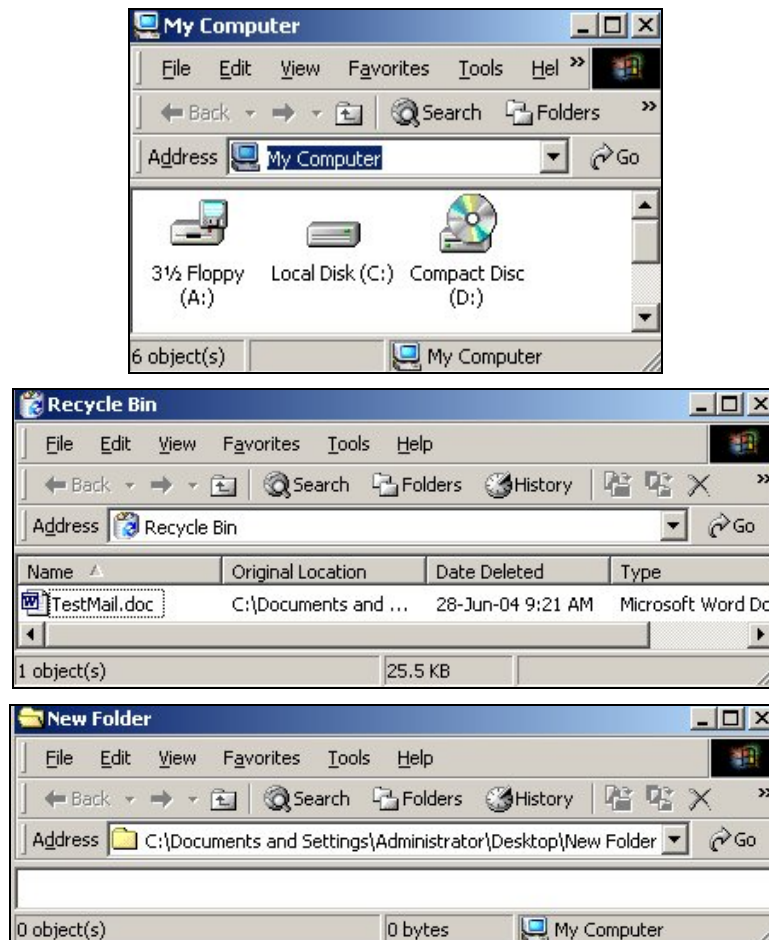 My Computer
File Edit View Favorites Tools Hel »
Back Search Folders »
Address My Computer Go
3½ Floppy (A:) Local Disk (C:) Compact Disc (D:)
6 object(s) My Computer
Recycle Bin
File Edit View Favorites Tools Help
Back Search Folders History »
Address Recycle Bin Go
Name Original Location Date Deleted Type
TestMail.doc C:\Documents and ... 28-Jun-04 9:21 AM Microsoft Word Do
1 object(s) 25.5 KB
New Folder
File Edit View Favorites Tools Help
Back Search Folders History »
Address C:\Documents and Settings\Administrator\Desktop\New Folder Go
0 object(s) 0 bytes My Computer